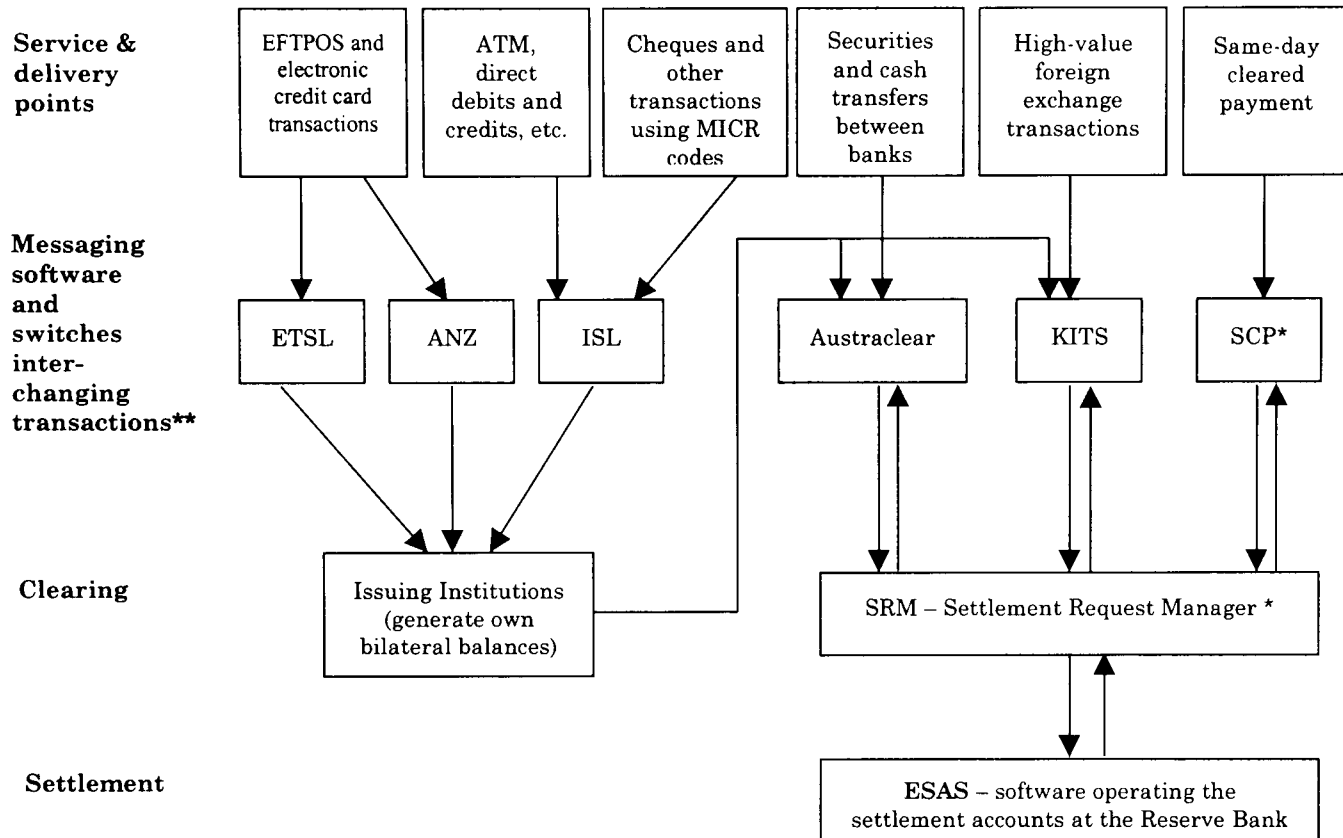 Service &
delivery
points
EFTPOS and
electronic
credit card
transactions
ATM,
direct
debits and
credits, etc.
Cheques and
other
transactions
using MICR
codes
Securities
and cash
transfers
between
banks
High-value
foreign
exchange
transactions
Same-day
cleared
payment
Messaging
software
and
switches
inter-
changing
transactions**
ETSL
ANZ
ISL
Austraclear
KITS
SCP*
Clearing
Issuing Institutions
(generate own
bilateral balances)
SRM – Settlement Request Manager *
Settlement
ESAS – software operating the
settlement accounts at the Reserve Bank